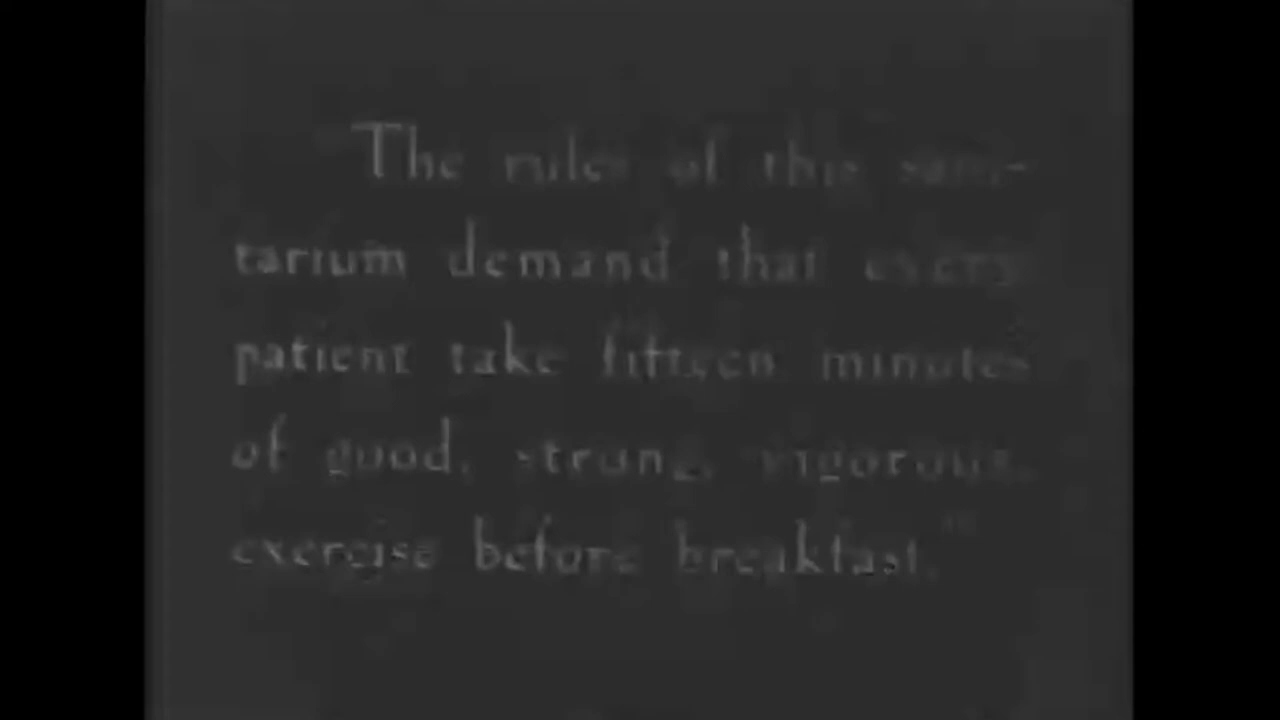 The rules of this sani-
tarium demand that every
patient take fifteen minutes
of good, strong, vigorous,
exercise before breakfast."